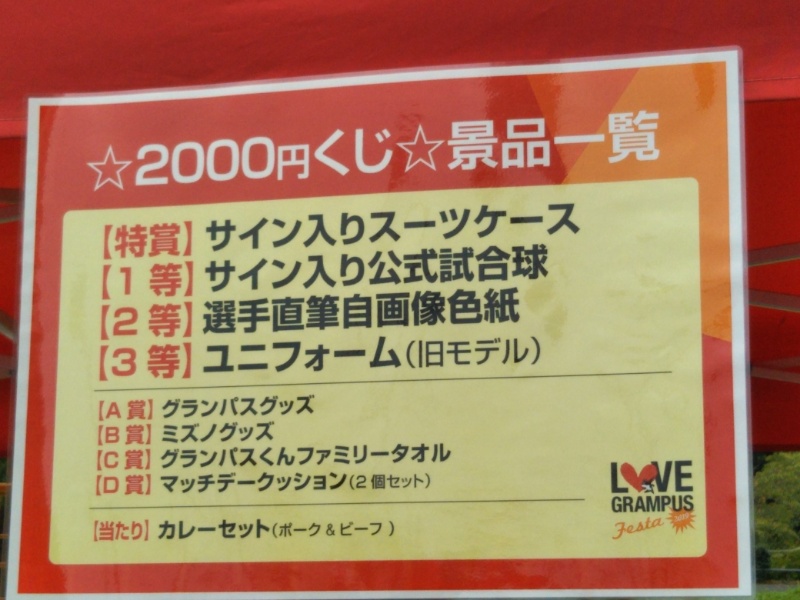 ☆2000円くじ☆景品一覧
【特賞】サイン入りスーツケース
【1等】サイン入り公式試合球
【2等】選手直筆自画像色紙
【3等】ユニフォーム(旧モデル)
【A賞】グランパスグッズ
【B賞】ミズノグッズ
【C賞】グランパスくんファミリータオル
【D賞】マッチデークッション(2個セット)
【当たり】カレーセット(ポーク&ビーフ)
LOVE
GRAMPUS
Festa